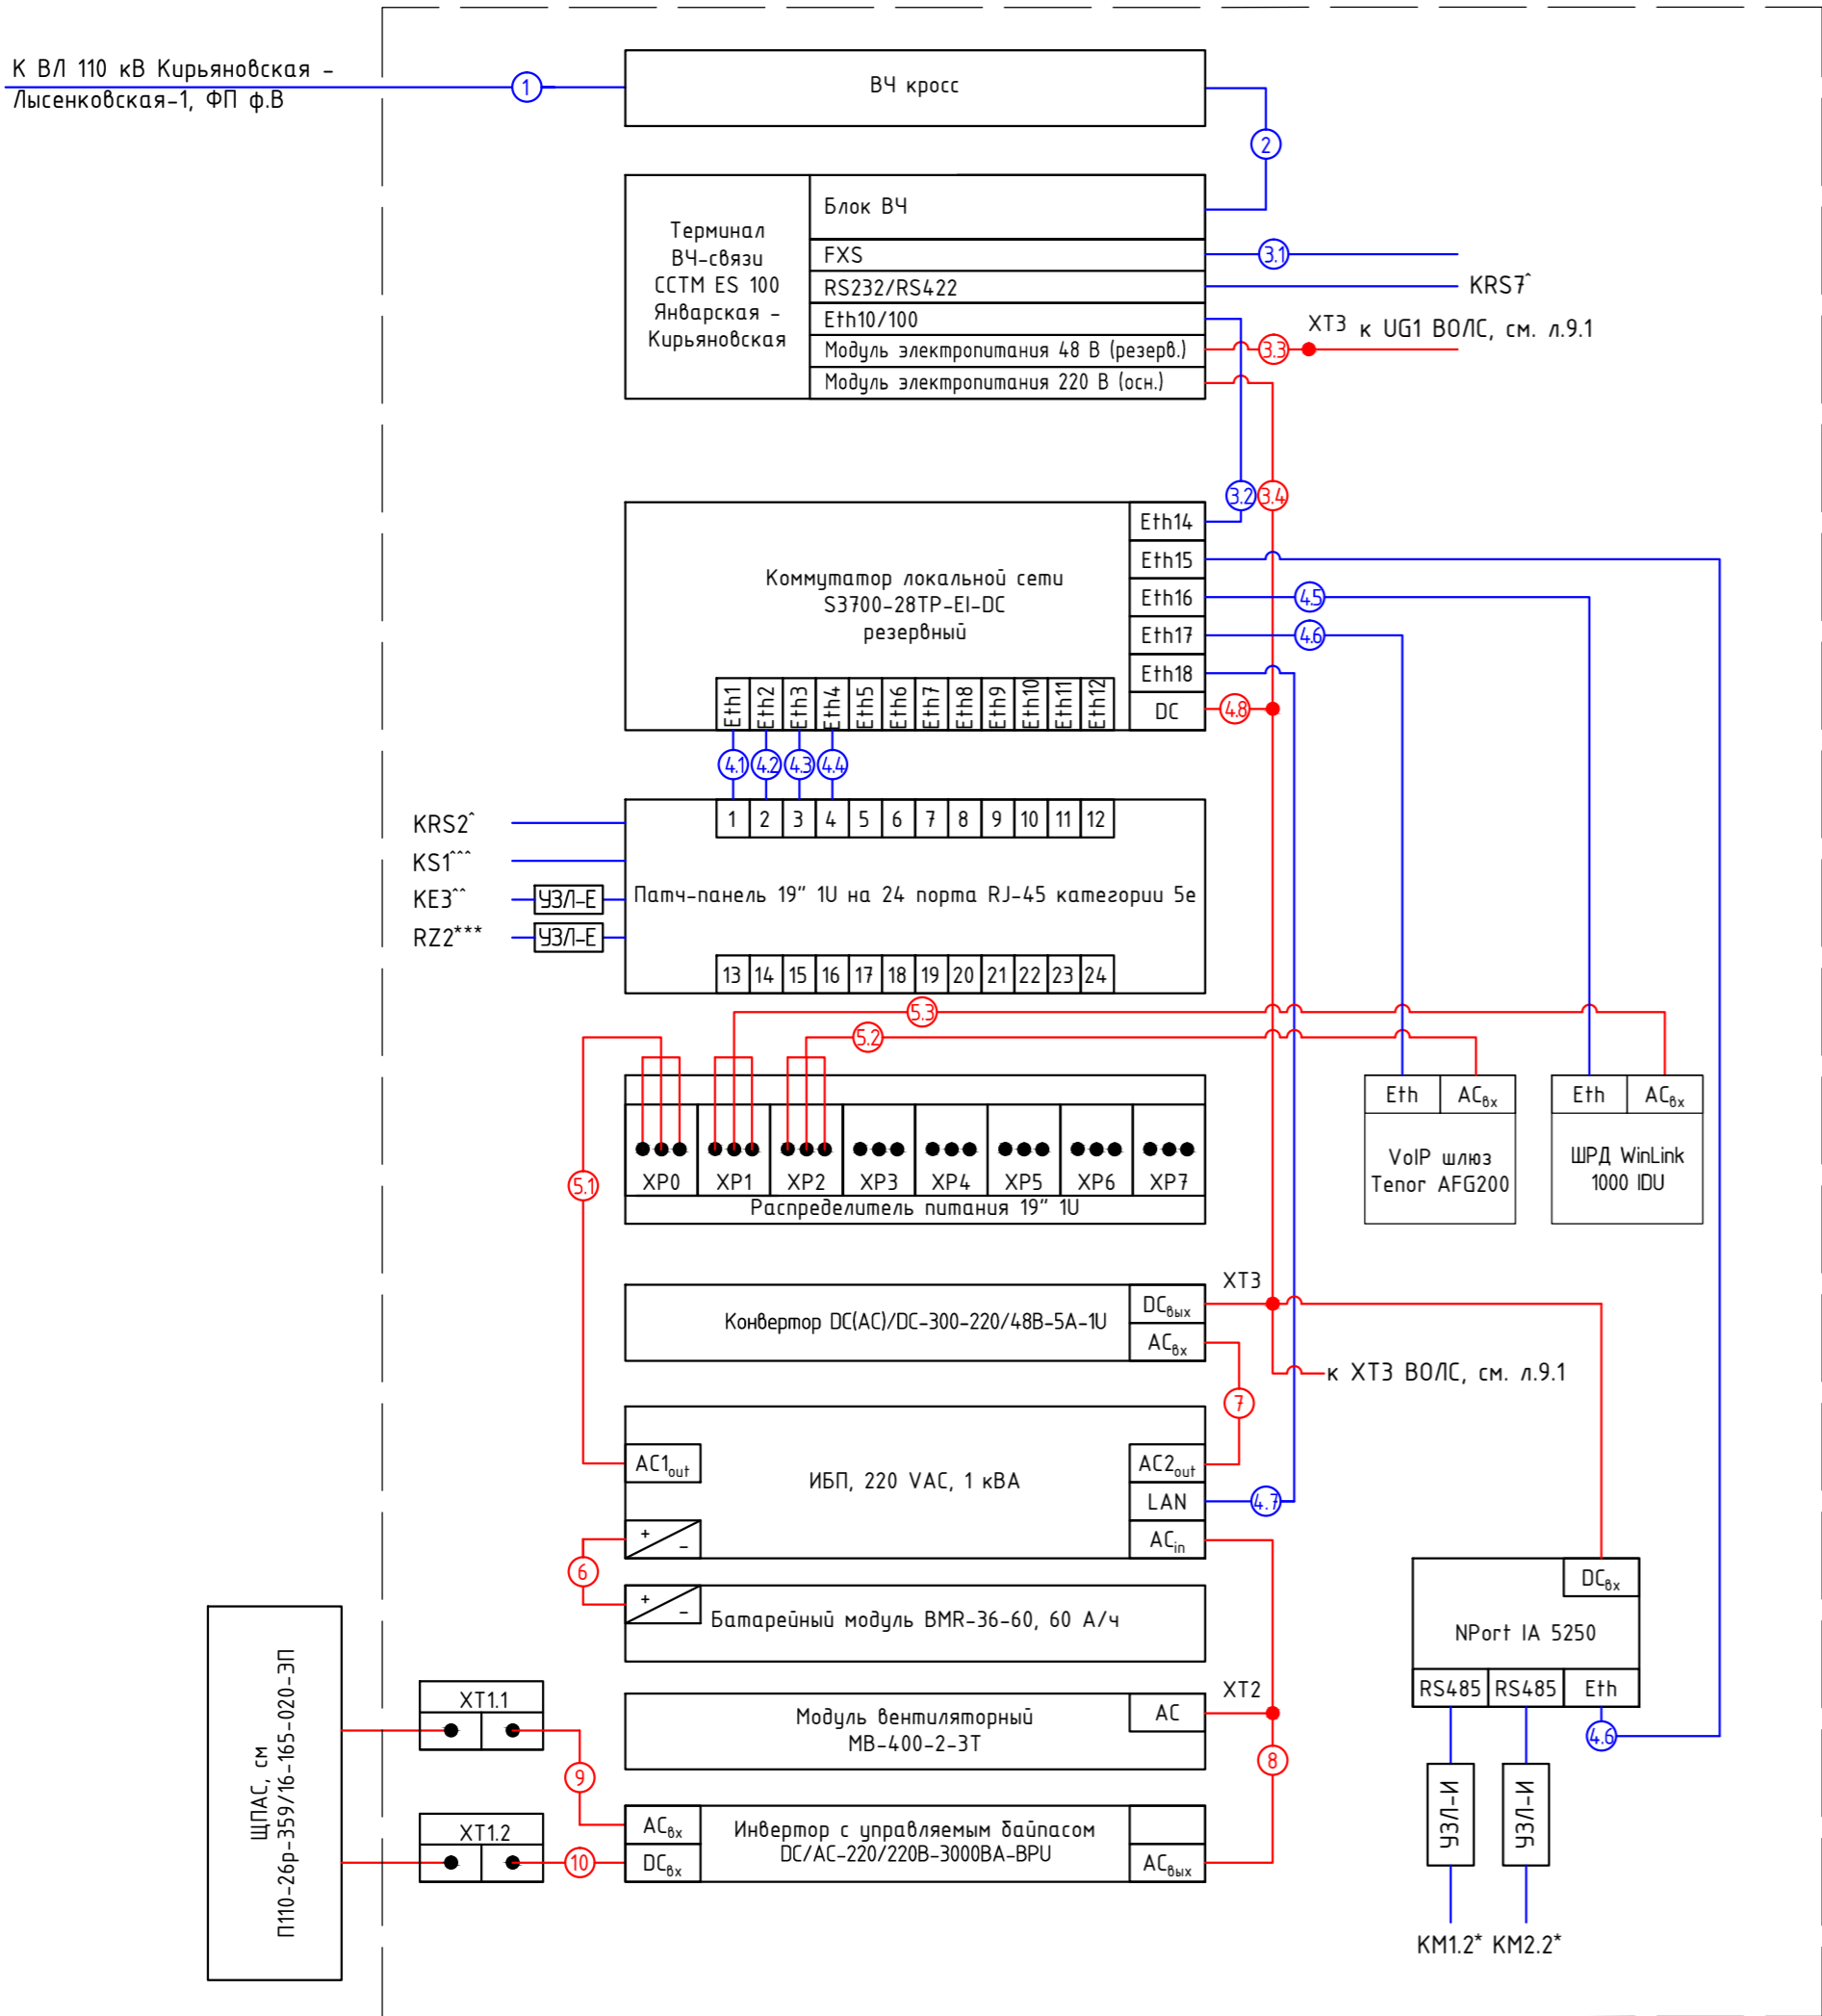 К ВЛ 110 кВ Кирьяновская -
Лысенковская-1, ФП ф.В
1
ВЧ кросс
2
Терминал
ВЧ-связи
ССТМ ES 100
Январская -
Кирьяновская
Блок ВЧ
FXS
RS232/RS422
Eth10/100
Модуль электропитания 48 В (резерв.)
Модуль электропитания 220 В (осн.)
3.1
KRS7^
XT3 к UG1 ВОЛС, см. л.9.1
3.3
3.2
3.4
Коммутатор локальной сети
S3700-28TP-EI-DC
резервный
Eth14
Eth15
Eth16
Eth17
Eth18
DC
4.5
4.6
4.8
Eth1
Eth2
Eth3
Eth4
Eth5
Eth6
Eth7
Eth8
Eth9
Eth10
Eth11
Eth12
4.1
4.2
4.3
4.4
KRS2^
KS1^^^
KE3^^
RZ2***
УЗЛ-Е
УЗЛ-Е
1 2 3 4 5 6 7 8 9 10 11 12
Патч-панель 19" 1U на 24 порта RJ-45 категории 5е
13 14 15 16 17 18 19 20 21 22 23 24
5.3
5.2
5.1
XP0 XP1 XP2 XP3 XP4 XP5 XP6 XP7
Распределитель питания 19" 1U
Eth ACвх
VoIP шлюз
Tenor AFG200
Eth ACвх
ШРД WinLink
1000 IDU
Конвертор DC(AC)/DC-300-220/48В-5А-1U
DCвых
ACвх
XT3
к XT3 ВОЛС, см. л.9.1
7
AC1out
ИБП, 220 VAC, 1 кВА
AC2out
LAN
ACin
4.7
+ -
6
+ -
Батарейный модуль BMR-36-60, 60 А/ч
DCвх
NPort IA 5250
RS485 RS485 Eth
4.6
УЗЛ-И
УЗЛ-И
KM1.2* KM2.2*
ЩПАС, см
П110-26р-359/16-165-020-ЭП
XT1.1
9
XT1.2
10
Модуль вентиляторный
МВ-400-2-3Т
AC
XT2
8
ACвх
DCвх
Инвертор с управляемым байпасом
DC/AC-220/220В-3000ВА-BPU
ACвых